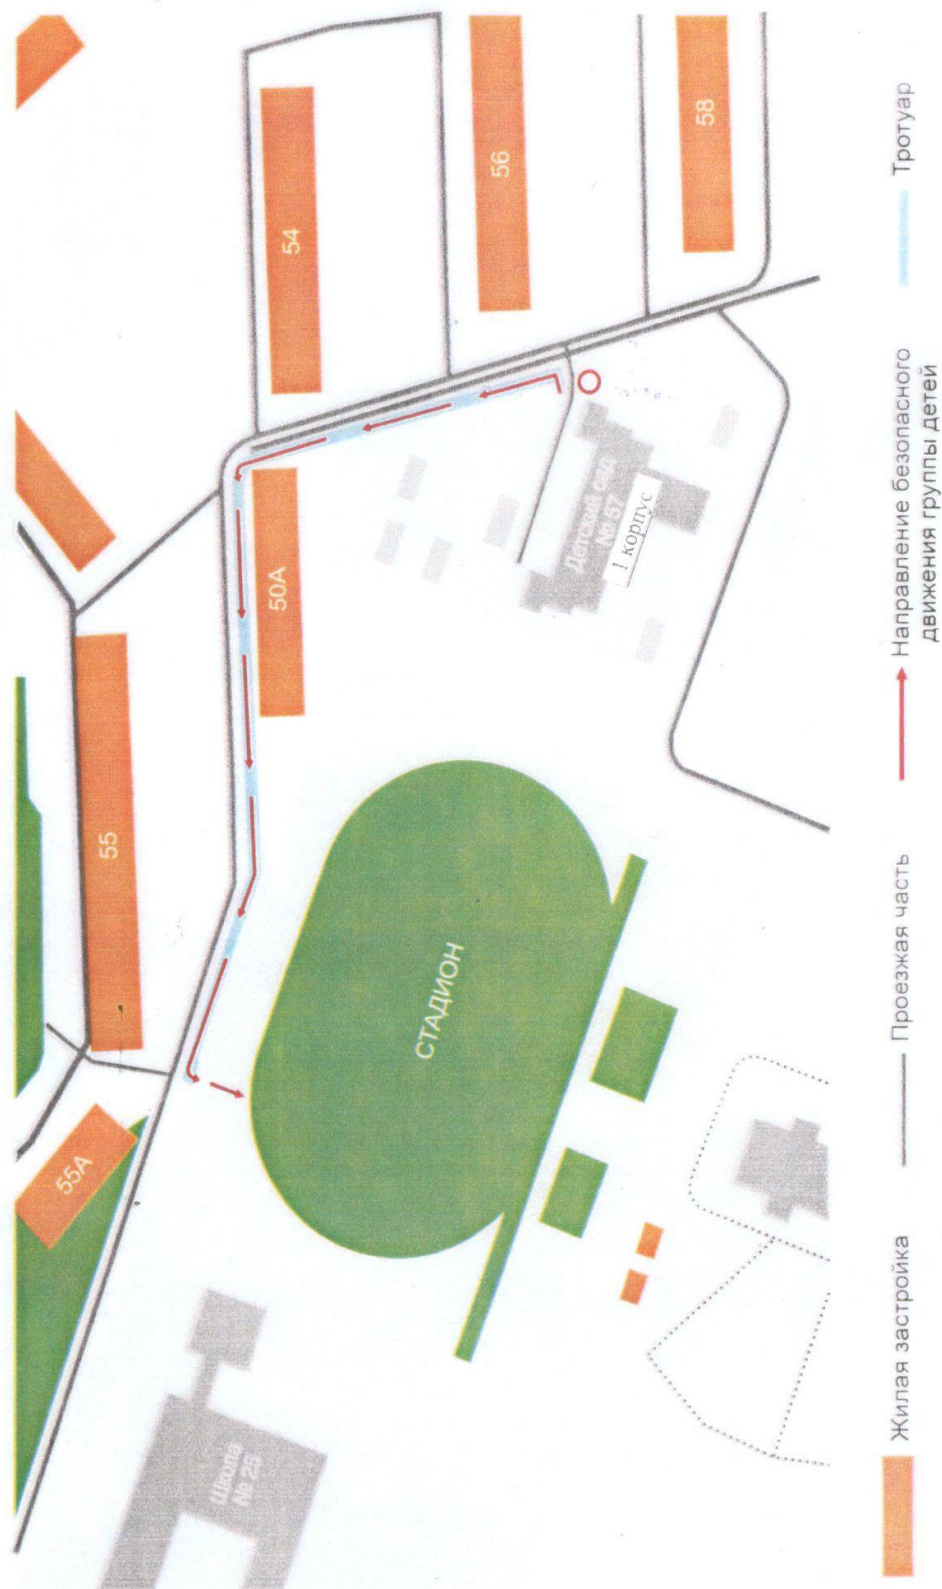 54
56
58
50А
55
55А
Детский сад
№ 57
1 корпус
СТАДИОН
Школа
№ 25
Жилая застройка
Проезжая часть
Направление безопасного
движения группы детей
Тротуар